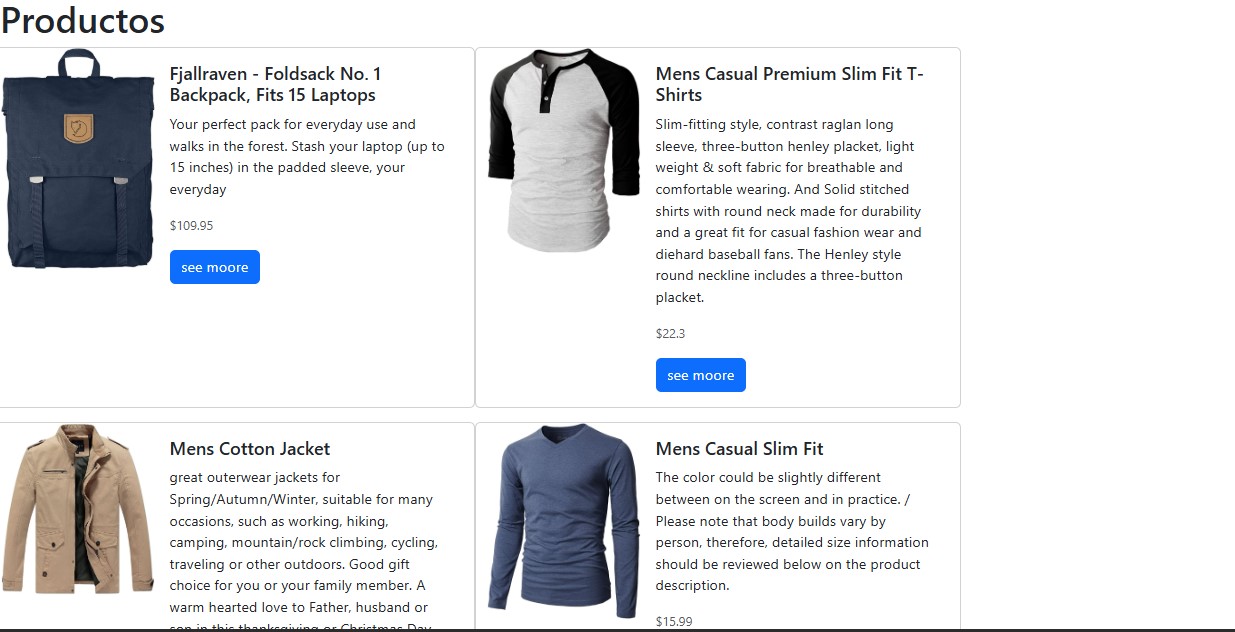 Productos
Fjallraven - Foldsack No. 1
Backpack, Fits 15 Laptops
Your perfect pack for everyday use and
walks in the forest. Stash your laptop (up to
15 inches) in the padded sleeve, your
everyday
$109.95
see moore
Mens Casual Premium Slim Fit T-
Shirts
Slim-fitting style, contrast raglan long
sleeve, three-button henley placket, light
weight & soft fabric for breathable and
comfortable wearing. And Solid stitched
shirts with round neck made for durability
and a great fit for casual fashion wear and
diehard baseball fans. The Henley style
round neckline includes a three-button
placket.
$22.3
see moore
Mens Cotton Jacket
great outerwear jackets for
Spring/Autumn/Winter, suitable for many
occasions, such as working, hiking,
camping, mountain/rock climbing, cycling,
traveling or other outdoors. Good gift
choice for you or your family member. A
warm hearted love to Father, husband or
son in this thanksgiving or Christmas Day.
Mens Casual Slim Fit
The color could be slightly different
between on the screen and in practice. /
Please note that body builds vary by
person, therefore, detailed size information
should be reviewed below on the product
description.
$15.99